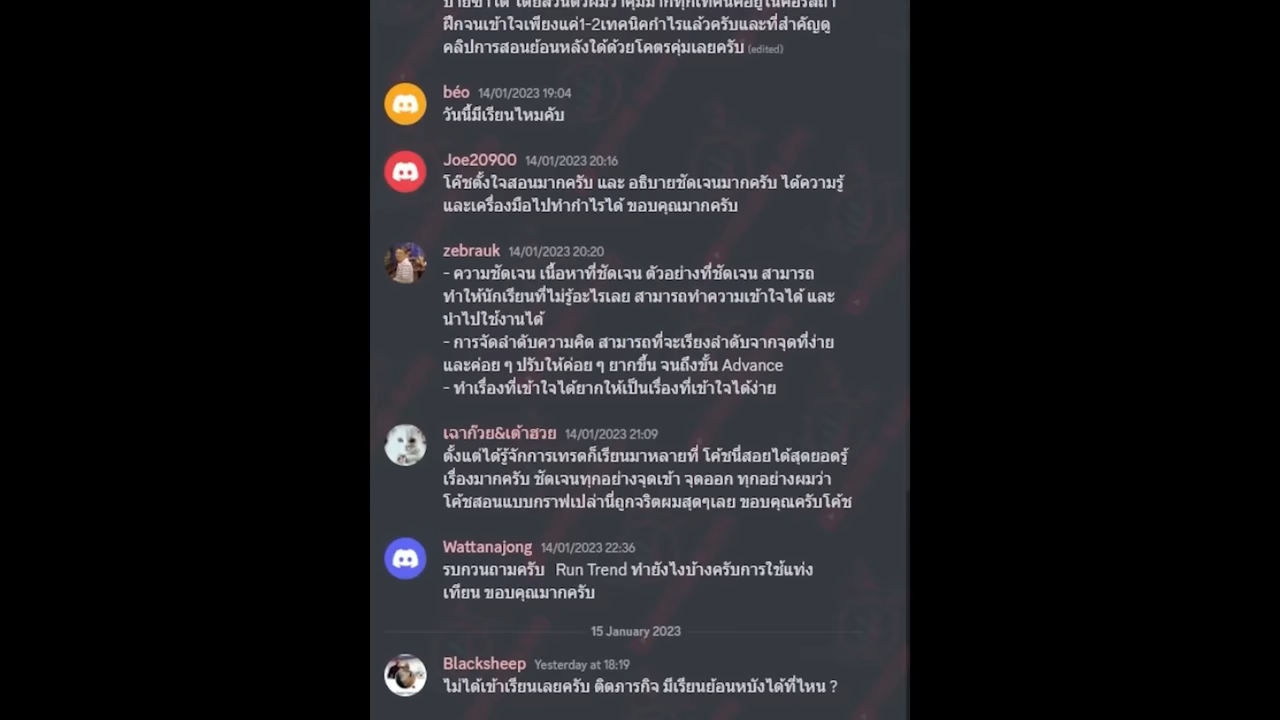 ฝึกจนเข้าใจเพียงแค่1-2เทคนิคกำไรแล้วครับและที่สำคัญดู
คลิปการสอนย้อนหลังได้ด้วยโคตรคุ่มเลยครับ (edited)
béo 14/01/2023 19:04
วันนี้มีเรียนไหมคับ
Joe20900 14/01/2023 20:16
โค๊ชตั้งใจสอนมากครับ และ อธิบายชัดเจนมากครับ ได้ความรู้
และเครื่องมือไปทำกำไรได้ ขอบคุณมากครับ
zebrauk 14/01/2023 20:20
- ความชัดเจน เนื้อหาที่ชัดเจน ตัวอย่างที่ชัดเจน สามารถ
ทำให้นักเรียนที่ไม่รู้อะไรเลย สามารถทำความเข้าใจได้ และ
นำไปใช้งานได้
- การจัดลำดับความคิด สามารถที่จะเรียงลำดับจากจุดที่ง่าย
และค่อย ๆ ปรับให้ค่อย ๆ ยากขึ้น จนถึงขั้น Advance
- ทำเรื่องที่เข้าใจได้ยากให้เป็นเรื่องที่เข้าใจได้ง่าย
เฉาก๊วย&เต้าฮวย 14/01/2023 21:09
ตั้งแต่ได้รู้จักการเทรดก็เรียนมาหลายที่ โค้ชนี่สอยได้สุดยอดรู้
เรื่องมากครับ ชัดเจนทุกอย่างจุดเข้า จุดออก ทุกอย่างผมว่า
โค้ชสอนแบบกราฟเปล่านี่ถูกจริตผมสุดๆเลย ขอบคุณครับโค้ช
Wattanajong 14/01/2023 22:36
รบกวนถามครับ Run Trend ทำยังไงบ้างครับการใช้แท่ง
เทียน ขอบคุณมากครับ
15 January 2023
Blacksheep Yesterday at 18:19
ไม่ได้เข้าเรียนเลยครับ ติดภารกิจ มีเรียนย้อนหบังได้ที่ไหน ?